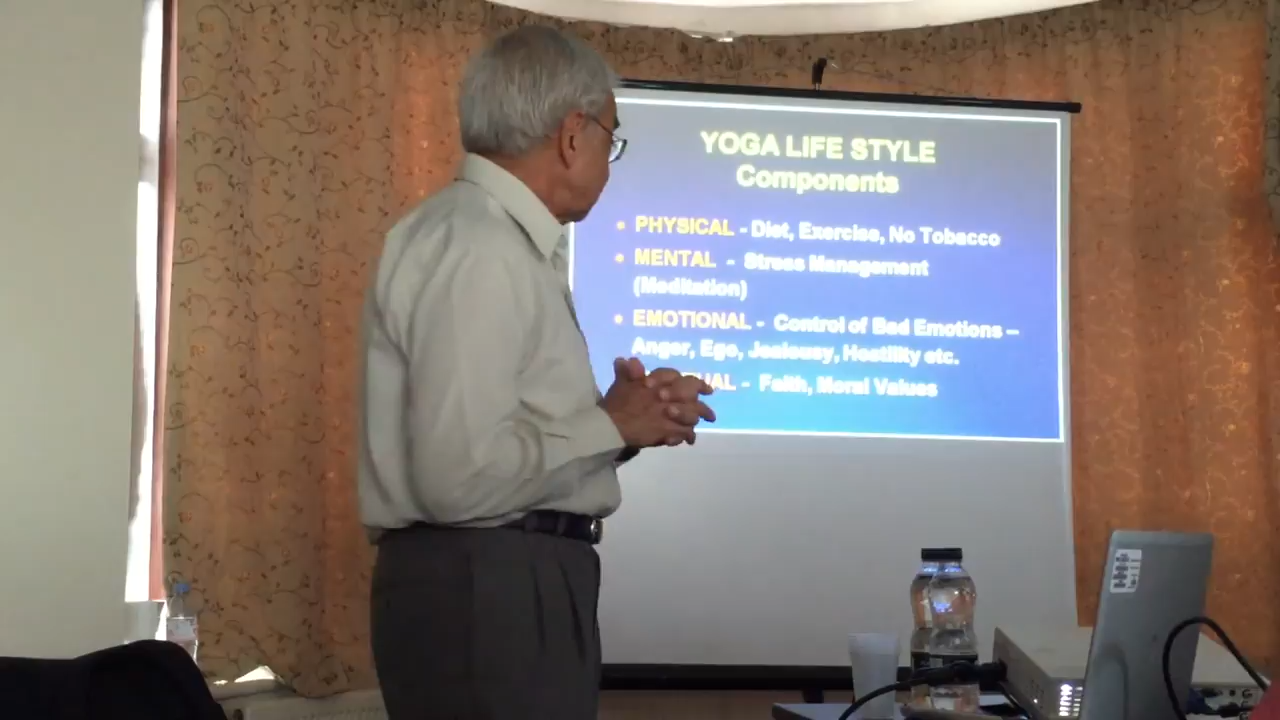 YOGA LIFE STYLE
Components
• PHYSICAL - Diet, Exercise, No Tobacco
• MENTAL - Stress Management
(Meditation)
• EMOTIONAL - Control of Bad Emotions –
Anger, Ego, Jealousy, Hostility etc.
- Faith, Moral Values